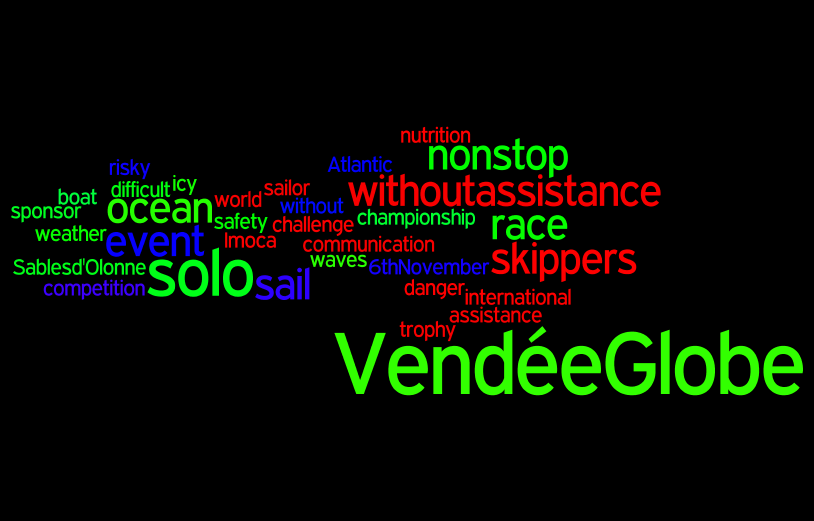 nutrition
nonstop
risky
Atlantic
difficult
icy
withoutassistance
boat
world
sailor
sponsor
ocean
safety
without
championship
race
weather
event
Imoca
challenge
communication
skippers
Sablesd'Olonne
solo
sail
waves
6thNovember
competition
danger
international
assistance
trophy
VendéeGlobe